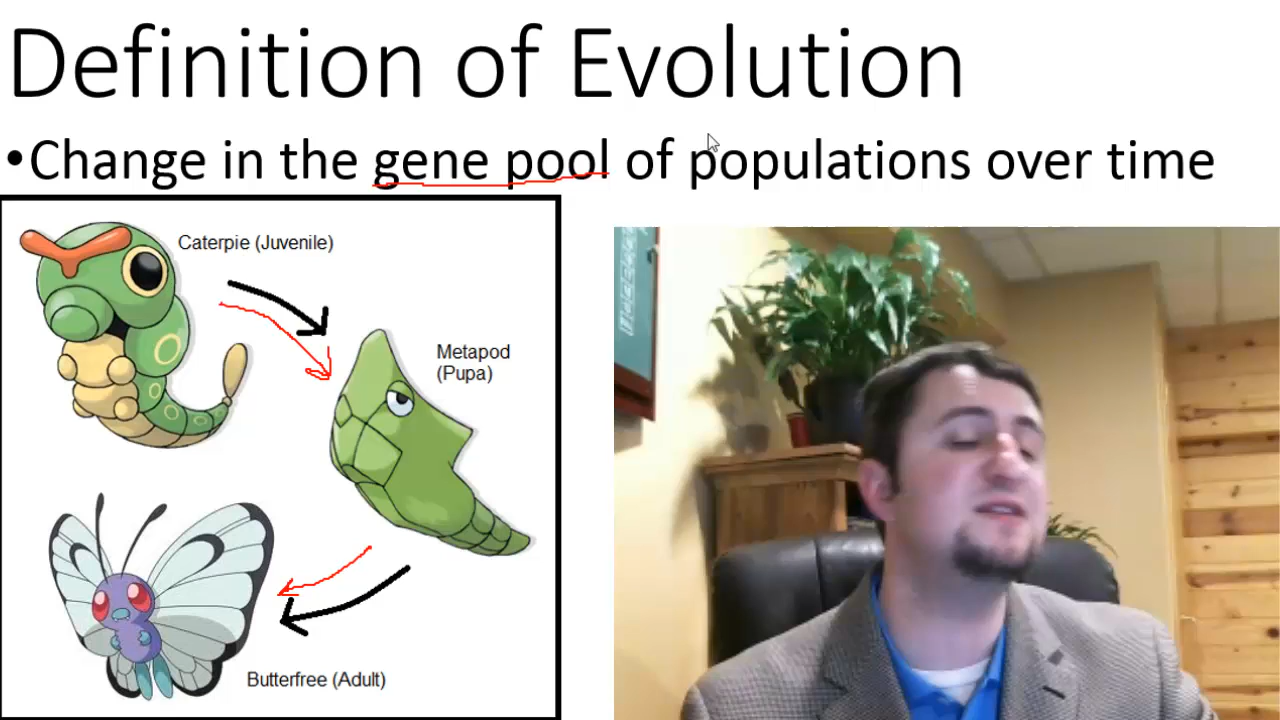 Definition of Evolution
•Change in the gene pool of populations over time
Caterpie (Juvenile)
Metapod
(Pupa)
Butterfree (Adult)